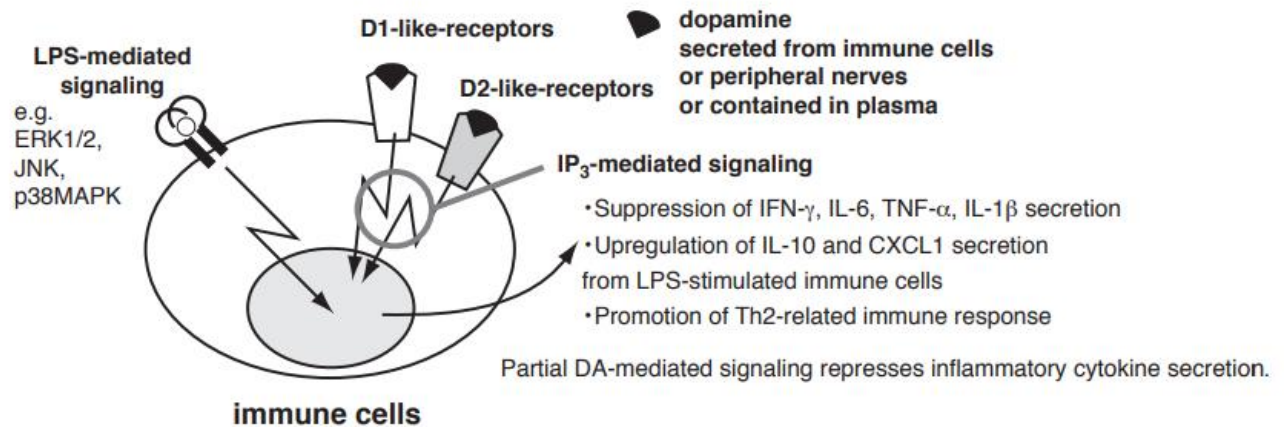 D1-like-receptors
dopamine
secreted from immune cells
or peripheral nerves
or contained in plasma
LPS-mediated
signaling
e.g.
ERK1/2,
JNK,
p38MAPK
D2-like-receptors
IP₃-mediated signaling
・Suppression of IFN-γ, IL-6, TNF-α, IL-1β secretion
・Upregulation of IL-10 and CXCL1 secretion
from LPS-stimulated immune cells
・Promotion of Th2-related immune response
Partial DA-mediated signaling represses inflammatory cytokine secretion.
immune cells